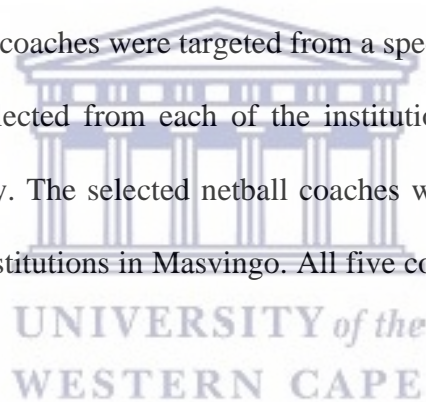 coaches were targeted from a spe
lected from each of the institutio
y. The selected netball coaches w
stitutions in Masvingo. All five co
UNIVERSITY of the
WESTERN CAPE